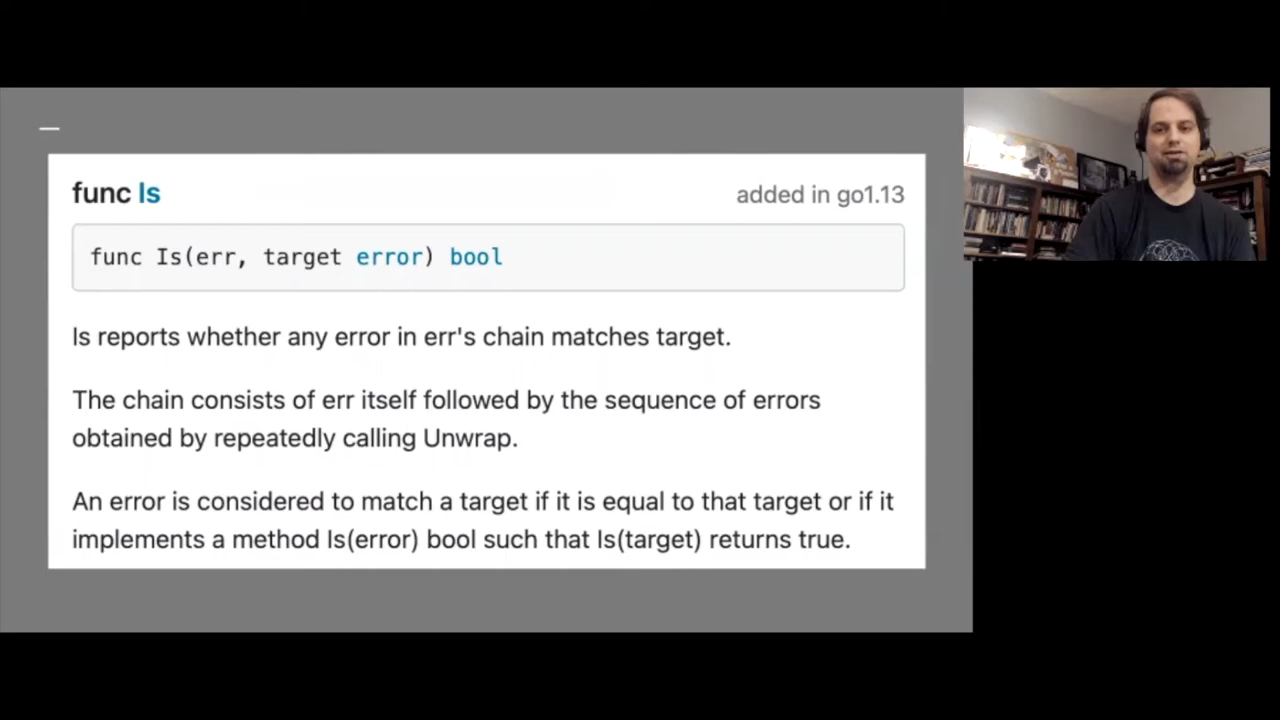 func Is
added in go1.13
func Is(err, target error) bool
Is reports whether any error in err's chain matches target.
The chain consists of err itself followed by the sequence of errors
obtained by repeatedly calling Unwrap.
An error is considered to match a target if it is equal to that target or if it
implements a method Is(error) bool such that Is(target) returns true.